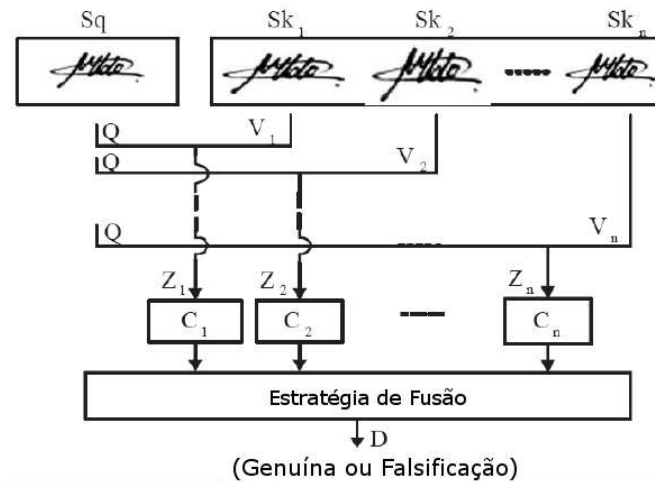 Sq Sk1 Sk2 Skn
Q V1
Q V2
Q Vn
Z1 Z2 Zn
C1 C2 Cn
Estratégia de Fusão
D
(Genuína ou Falsificação)